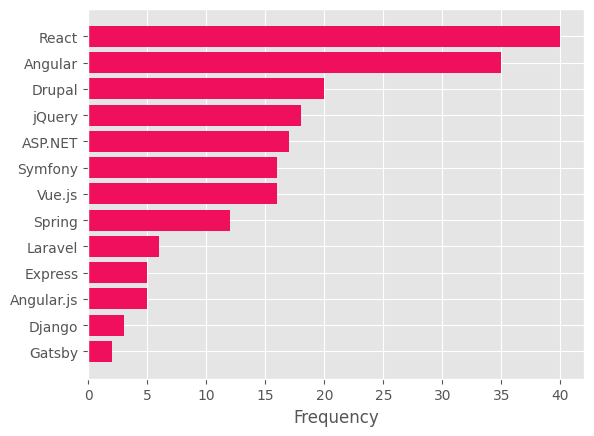 React
Angular
Drupal
jQuery
ASP.NET
Symfony
Vue.js
Spring
Laravel
Express
Angular.js
Django
Gatsby
0 5 10 15 20 25 30 35 40
Frequency